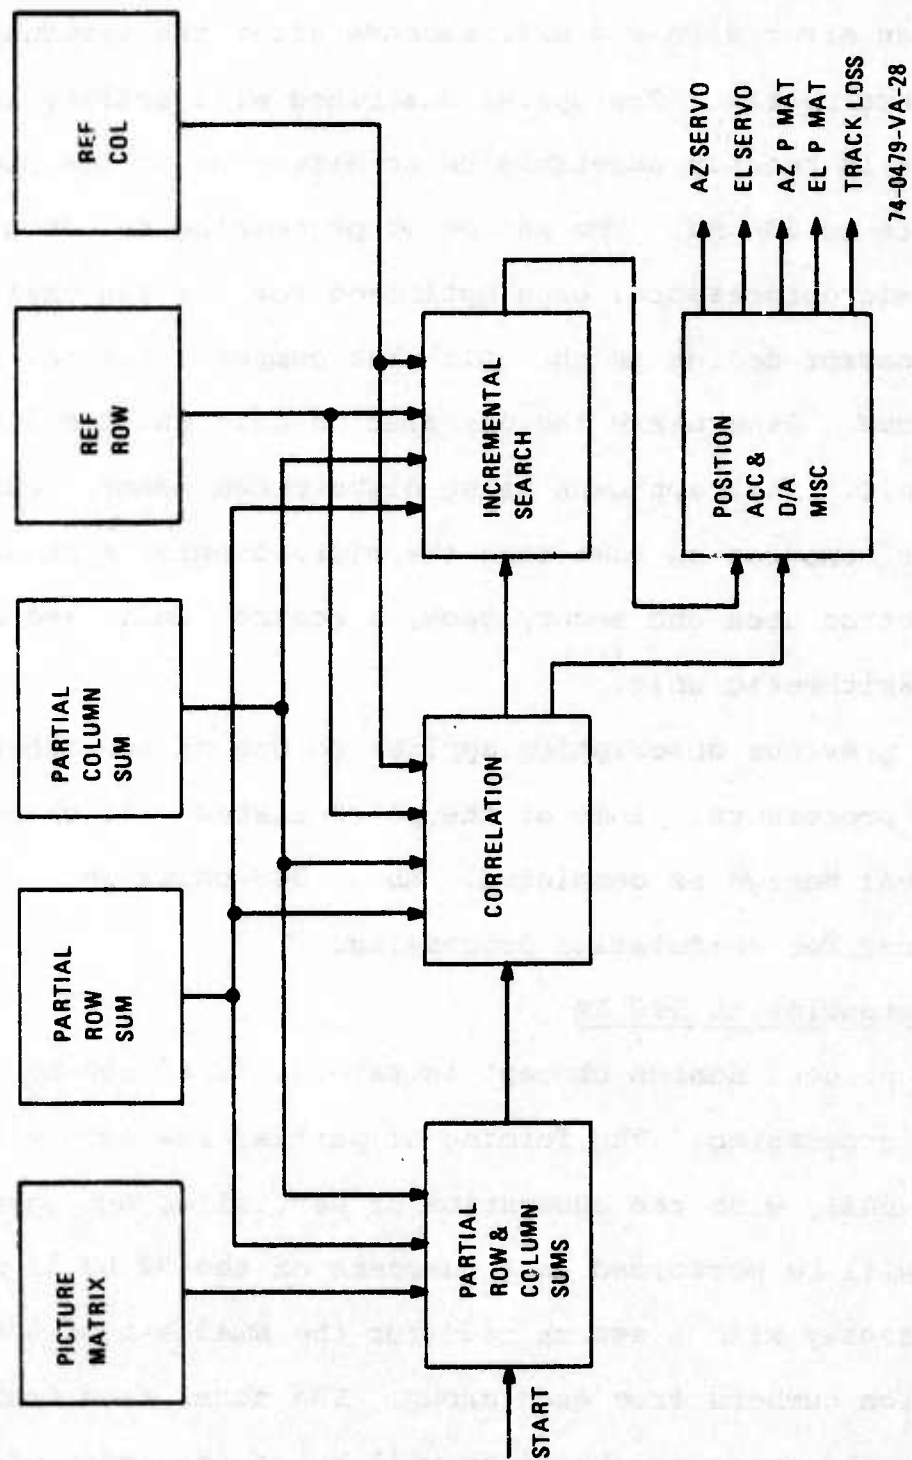 PICTURE
MATRIX
PARTIAL
ROW
SUM
PARTIAL
COLUMN
SUM
REF
ROW
REF
COL
START
PARTIAL
ROW &
COLUMN
SUMS
CORRELATION
INCREMENTAL
SEARCH
POSITION
ACC &
D/A
MISC
AZ SERVO
EL SERVO
AZ P MAT
EL P MAT
TRACK LOSS
74-0479-VA-28